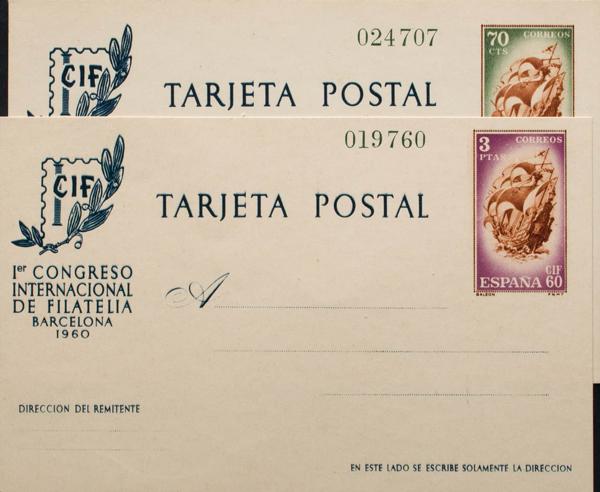 024707
70
CTS
CORREOS
CIF
TARJETA POSTAL
019760
3
PTAS
CORREOS
CIF
TARJETA POSTAL
1er CONGRESO
INTERNACIONAL
DE FILATELIA
BARCELONA
1960
A
CIF
ESPAÑA 60
GALEON F.N.M.T
DIRECCION DEL REMITENTE
EN ESTE LADO SE ESCRIBE SOLAMENTE LA DIRECCION